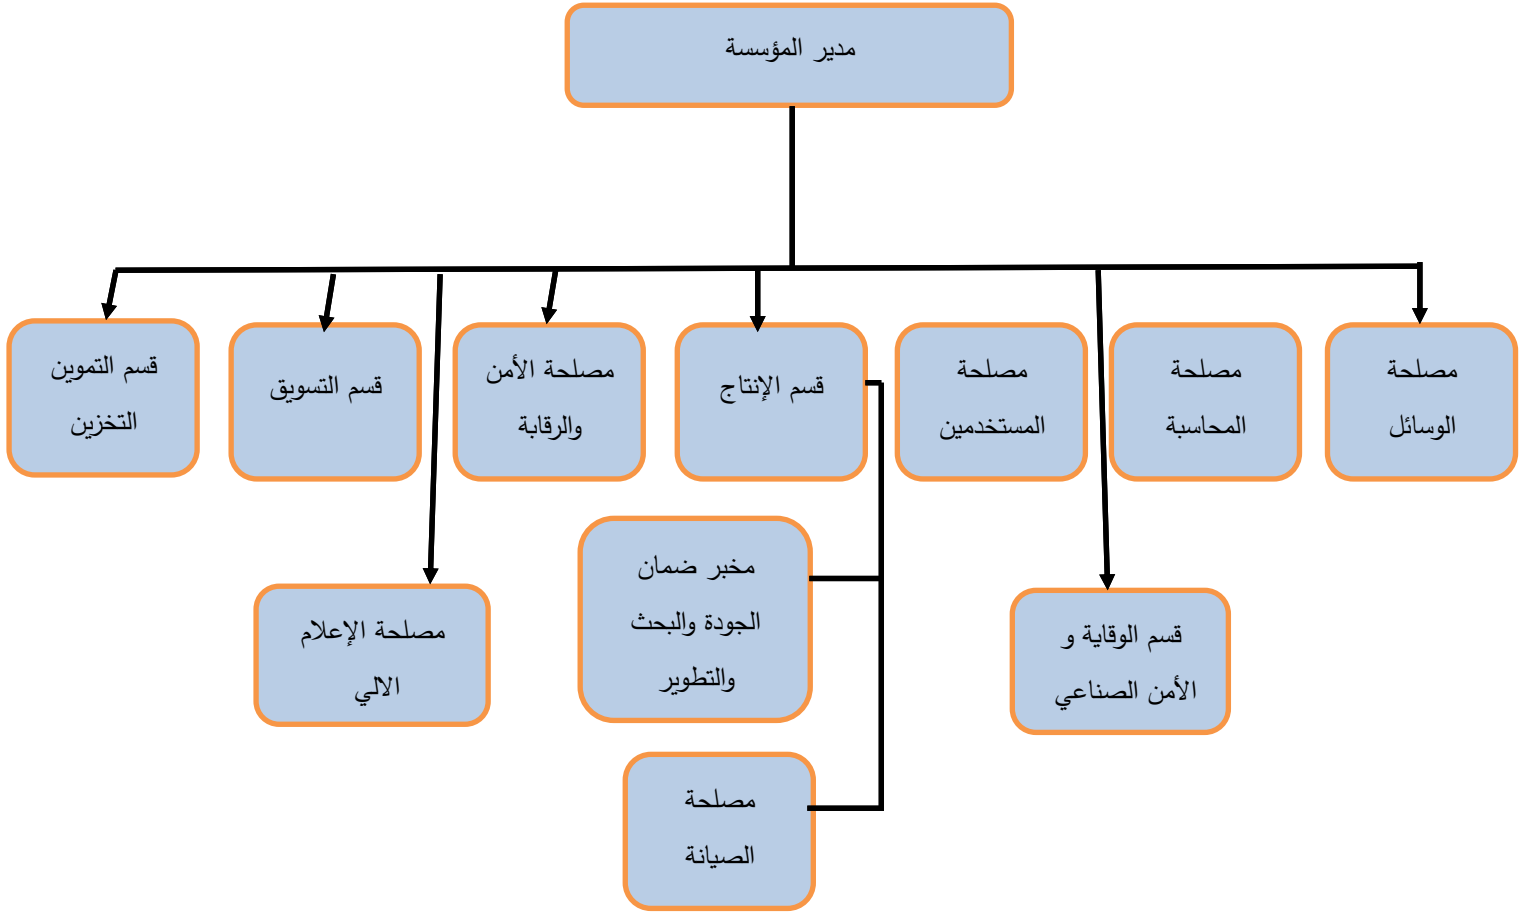 مدير المؤسسة
مصلحة
الوسائل
مصلحة
المحاسبة
مصلحة
المستخدمين
قسم الإنتاج
مصلحة الأمن
والرقابة
قسم التسويق
قسم التموين
التخزين
قسم الوقاية و
الأمن الصناعي
مخبر ضمان
الجودة والبحث
والتطوير
مصلحة الإعلام
الالي
مصلحة
الصيانة